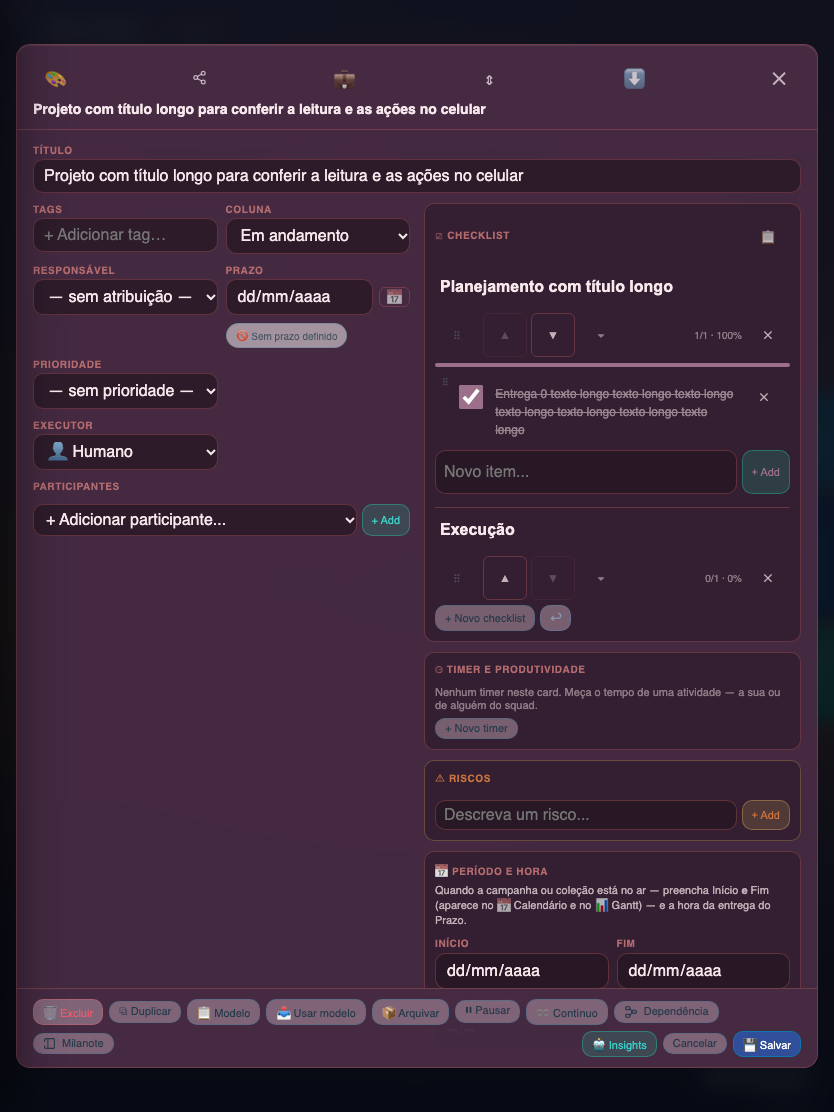 Projeto com título longo para conferir a leitura e as ações no celular
TÍTULO
Projeto com título longo para conferir a leitura e as ações no celular
TAGS
+ Adicionar tag...
COLUNA
Em andamento
RESPONSÁVEL
— sem atribuição —
PRAZO
dd/mm/aaaa
Sem prazo definido
PRIORIDADE
— sem prioridade —
EXECUTOR
Humano
PARTICIPANTES
+ Adicionar participante...
+ Add
CHECKLIST
Planejamento com título longo
1/1 · 100%
Entrega 0 texto longo texto longo texto longo
texto longo texto longo texto longo texto
longo
Novo item...
+ Add
Execução
0/1 · 0%
+ Novo checklist
TIMER E PRODUTIVIDADE
Nenhum timer neste card. Meça o tempo de uma atividade — a sua ou
de alguém do squad.
+ Novo timer
RISCOS
Descreva um risco...
+ Add
PERÍODO E HORA
Quando a campanha ou coleção está no ar — preencha Início e Fim
(aparece no 📅 Calendário e no 📊 Gantt) — e a hora da entrega do
Prazo.
INÍCIO
dd/mm/aaaa
FIM
dd/mm/aaaa
Excluir
Duplicar
Modelo
Usar modelo
Arquivar
Pausar
Contínuo
Dependência
Milanote
Insights
Cancelar
Salvar